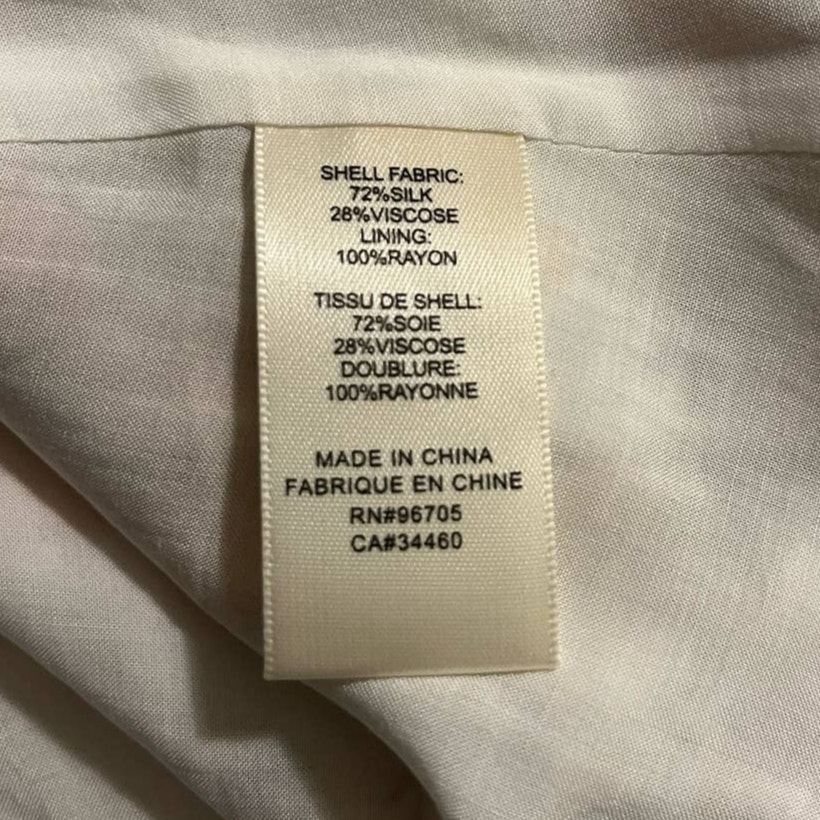 SHELL FABRIC:
72%SILK
28%VISCOSE
LINING:
100%RAYON
TISSU DE SHELL:
72%SOIE
28%VISCOSE
DOUBLURE:
100%RAYONNE
MADE IN CHINA
FABRIQUE EN CHINE
RN#96705
CA#34460